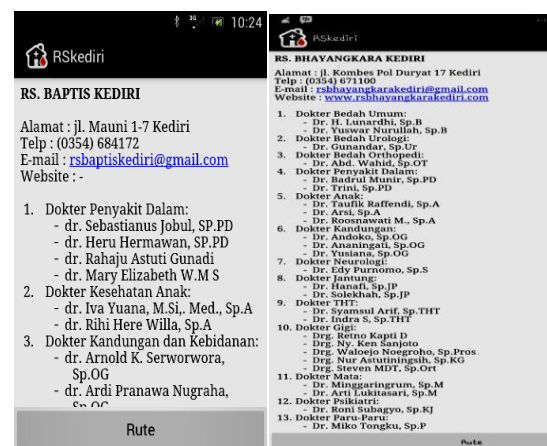 3G 10:24
RSkediri
RS. BAPTIS KEDIRI
Alamat : jl. Mauni 1-7 Kediri
Telp : (0354) 684172
E-mail : rsbaptiskediri@gmail.com
Website : -
1. Dokter Penyakit Dalam:
- dr. Sebastianus Jobul, SP.PD
- dr. Heru Hermawan, SP.PD
- dr. Rahaju Astuti Gunadi
- dr. Mary Elizabeth W.M S
2. Dokter Kesehatan Anak:
- dr. Iva Yuana, M.Si,. Med., Sp.A
- dr. Rihi Here Willa, Sp.A
3. Dokter Kandungan dan Kebidanan:
- dr. Arnold K. Serworwora,
Sp.OG
- dr. Ardi Pranawa Nugraha,
Sp.OG
Rute
RSkediri
RS. BHAYANGKARA KEDIRI
Alamat : jl. Kombes Pol Duryat 17 Kediri
Telp : (0354) 671100
E-mail : rsbhayangkarakediri@gmail.com
Website : www.rsbhayangkarakediri.com
1. Dokter Bedah Umum:
- Dr. H. Lunardhi, Sp.B
- Dr. Yuswar Nurullah, Sp.B
2. Dokter Bedah Urologi:
- Dr. Gunandar, Sp.Ur
3. Dokter Bedah Orthopedi:
- Dr. Abd. Wahid, Sp.OT
4. Dokter Penyakit Dalam:
- Dr. Badrul Munir, Sp.PD
- Dr. Trini, Sp.PD
5. Dokter Anak:
- Dr. Taufik Raffendi, Sp.A
- Dr. Arsi, Sp.A
- Dr. Roosnawati M., Sp.A
6. Dokter Kandungan:
- Dr. Andoko, Sp.OG
- Dr. Ananingati, Sp.OG
- Dr. Yusiana, Sp.OG
7. Dokter Neurologi:
- Dr. Edy Purnomo, Sp.S
8. Dokter Jantung:
- Dr. Hanafi, Sp.JP
- Dr. Solekhah, Sp.JP
9. Dokter THT:
- Dr. Syamsul Arif, Sp.THT
- Dr. Indra S, Sp.THT
10. Dokter Gigi:
- Drg. Retno Kapti D
- Drg. Ny. Ken Sanjoto
- Drg. Waloejo Noegroho, Sp.Pros
- Drg. Nur Astutiningsih, Sp.KG
- Drg. Steven MDT, Sp.Ort
11. Dokter Mata:
- Dr. Minggaringrum, Sp.M
- Dr. Arti Lukitasari, Sp.M
12. Dokter Psikiatri:
- Dr. Roni Subagyo, Sp.KJ
13. Dokter Paru-Paru:
- Dr. Miko Tongku, Sp.P
Rute